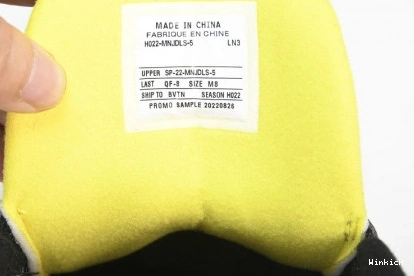 MADE IN CHINA
FABRIQUE EN CHINE
H022-MNJDLS-5 LN3
UPPER SP-22-MNJDLS-5
LAST QF-8 SIZE M8
SHIP TO BVTN SEASON H022
PROMO SAMPLE 20220826
Winkick